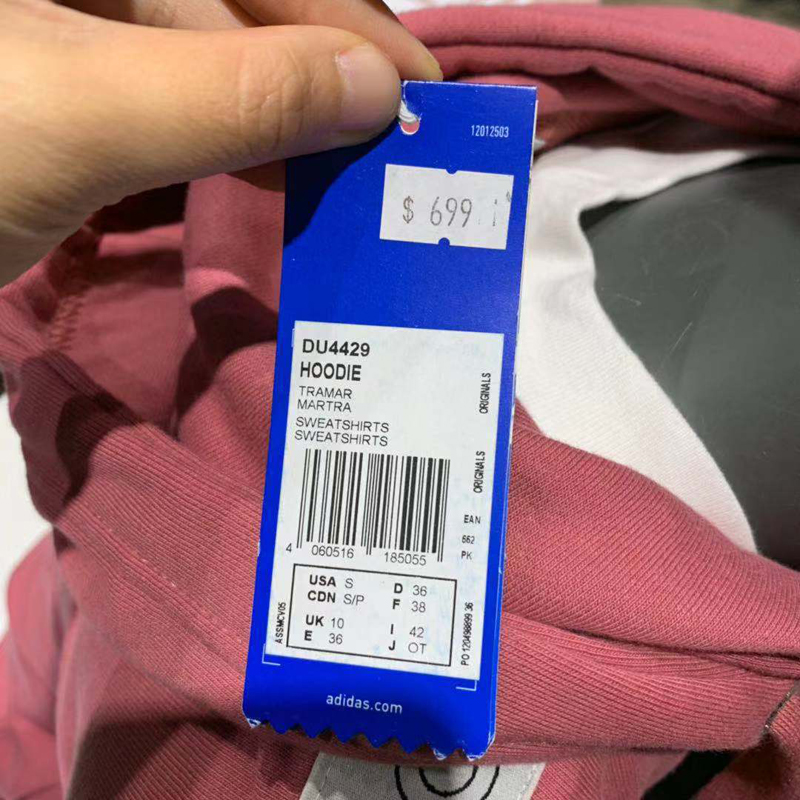 12012503
$ 699
DU4429
HOODIE
TRAMAR
MARTRA
SWEATSHIRTS
SWEATSHIRTS
ORIGINALS
ORIGINALS
EAN
662
PK
4 060516 185055
USA S D 36
CDN S/P F 38
UK 10 I 42
E 36 J OT
ASSMCV05
adidas.com